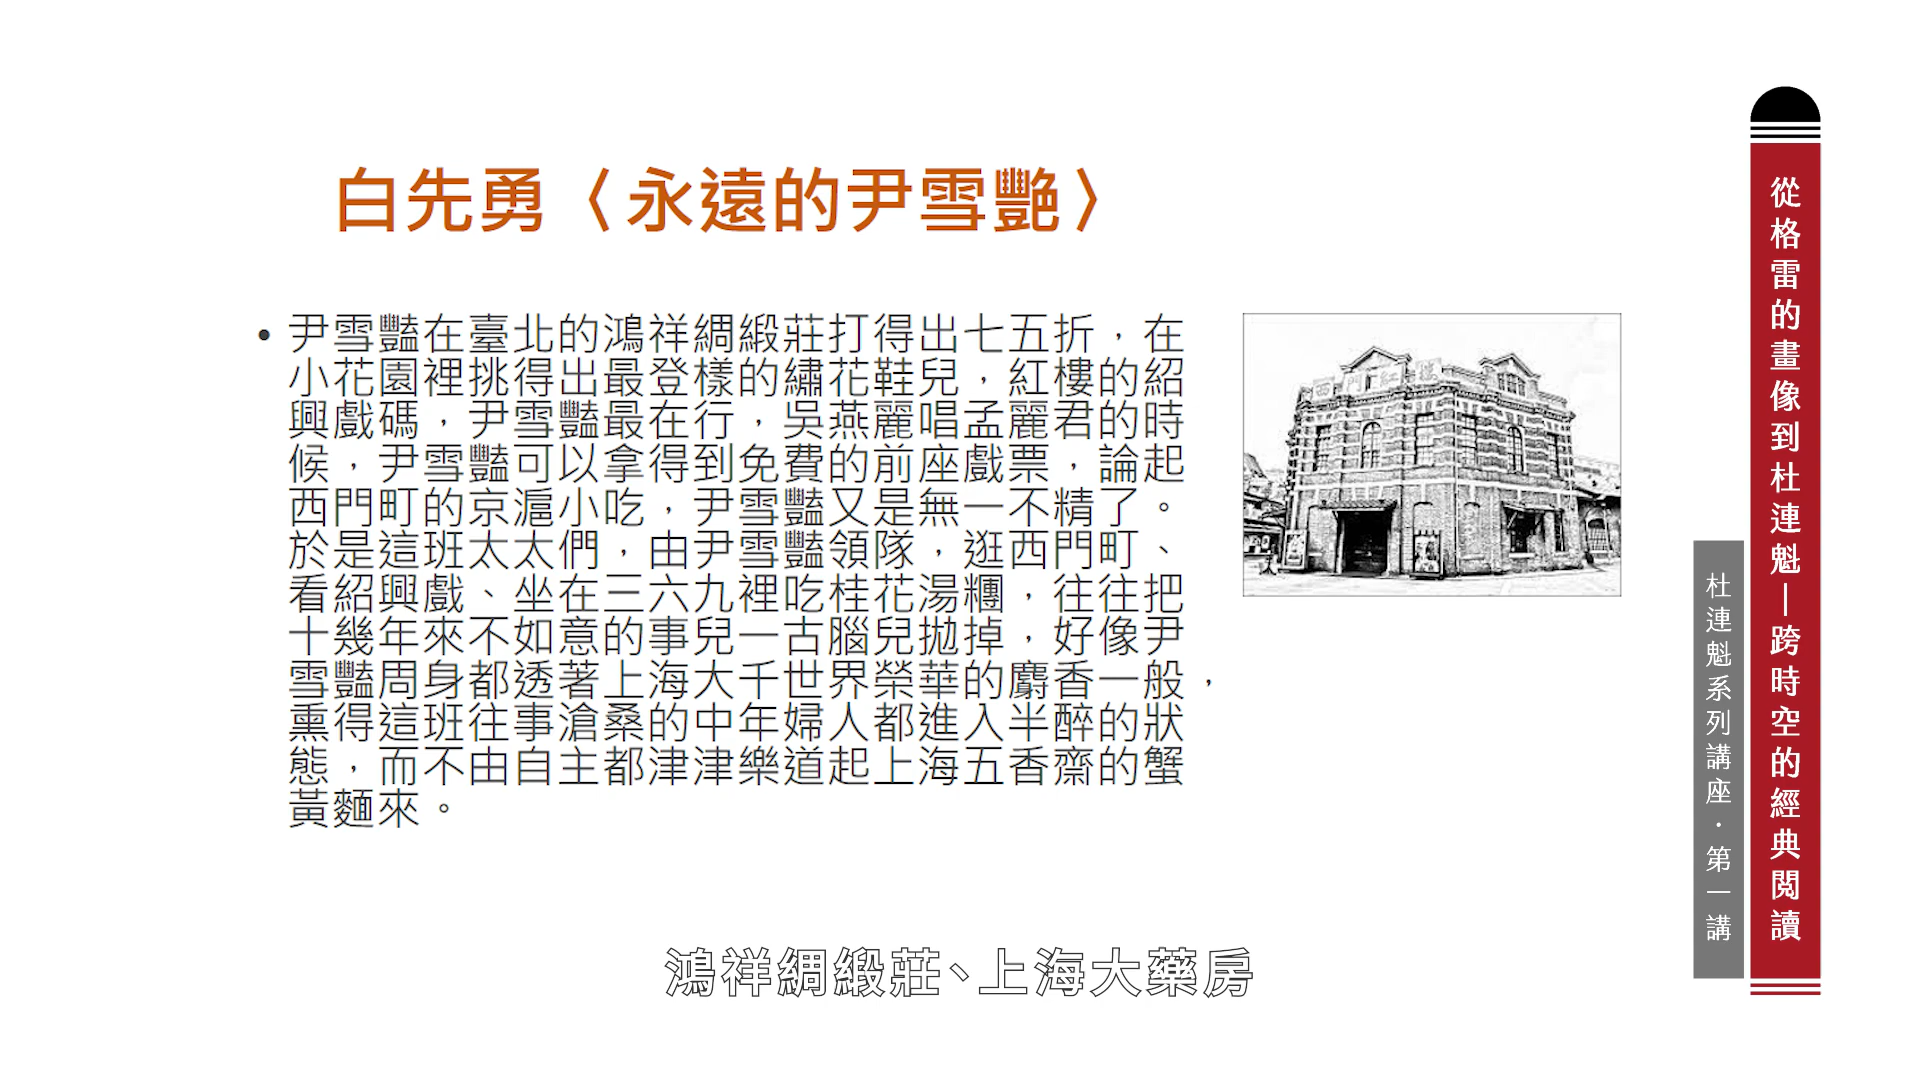 白先勇〈永遠的尹雪艷〉
• 尹雪豔在臺北的鴻祥綢緞莊打得出七五折，在
小花園裡挑得出最登樣的繡花鞋兒，紅樓的紹
興戲碼，尹雪豔最在行，吳燕麗唱孟麗君的時
候，尹雪豔可以拿得到免費的前座戲票，論起
西門町的京滬小吃，尹雪豔又是無一不精了。
於是這班太太們，由尹雪豔領隊，逛西門町、
看紹興戲、坐在三六九裡吃桂花湯糰，往往把
十幾年來不如意的事兒一古腦兒拋掉，好像尹
雪豔周身都透著上海大千世界榮華的麝香一般，
熏得這班往事滄桑的中年婦人都進入半醉的狀
態，而不由自主都津津樂道起上海五香齋的蟹
黃麵來。
西門紅樓
鴻祥綢緞莊、上海大藥房
從格雷的畫像到杜連魁—跨時空的經典閱讀
杜連魁系列講座·第一講